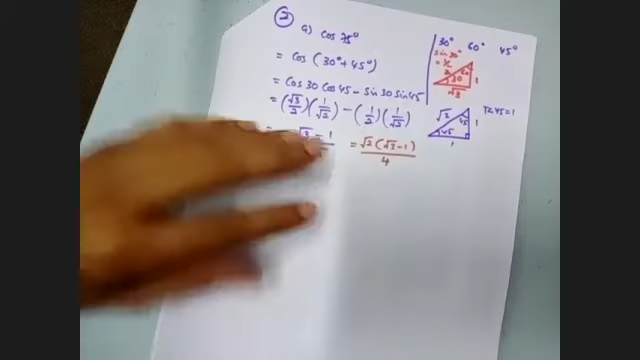 ② a) cos 75°
= cos (30° + 45°)
= cos 30 cos 45 - sin 30 sin 45
= (√3/2)(1/√2) - (1/2)(1/√2)
√3 - 1
= √2 (√3 - 1) / 4
30° 60° 45°
sin 30°
= 1/2
2 60
30 1
√3
√2 45 1
45
1